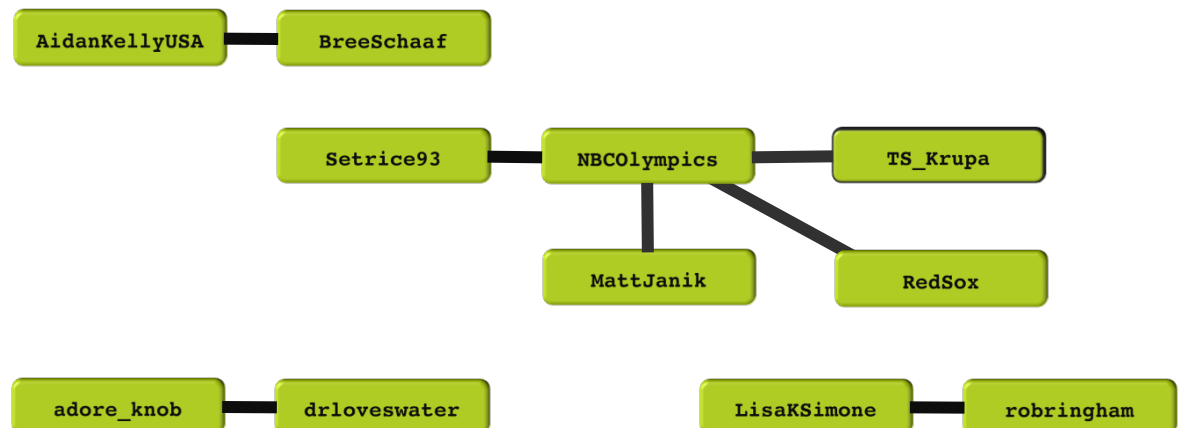 AidanKellyUSA
BreeSchaaf
Setrice93
NBCOlympics
TS_Krupa
MattJanik
RedSox
adore_knob
drloveswater
LisaKSimone
robringham